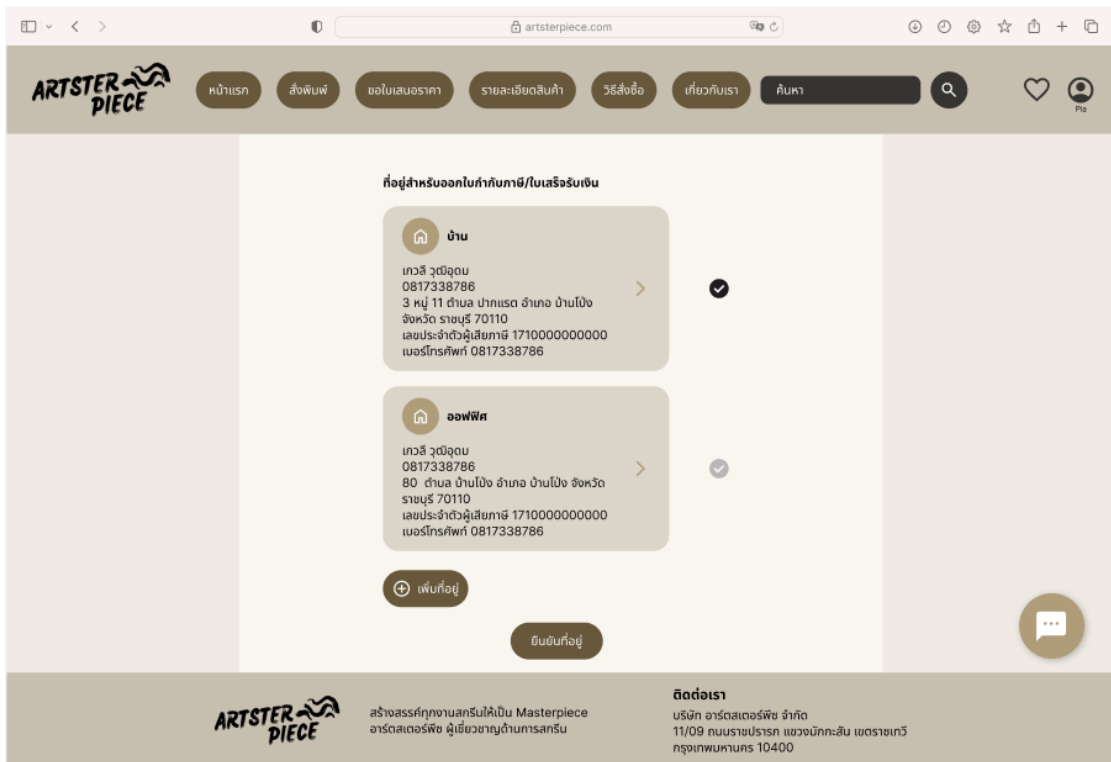 artsterpiece.com
ARTSTER
PIECE
หน้าแรก
สั่งพิมพ์
ขอใบเสนอราคา
รายละเอียดสินค้า
วิธีสั่งซื้อ
เกี่ยวกับเรา
ค้นหา
Pla
ที่อยู่สำหรับออกใบกำกับภาษี/ใบเสร็จรับเงิน
บ้าน
เกวลี วุฒิอุดม
0817338786
3 หมู่ 11 ตำบล ปากแรต อำเภอ บ้านโป่ง
จังหวัด ราชบุรี 70110
เลขประจำตัวผู้เสียภาษี 1710000000000
เบอร์โทรศัพท์ 0817338786
ออฟฟิศ
เกวลี วุฒิอุดม
0817338786
80 ตำบล บ้านโป่ง อำเภอ บ้านโป่ง จังหวัด
ราชบุรี 70110
เลขประจำตัวผู้เสียภาษี 1710000000000
เบอร์โทรศัพท์ 0817338786
เพิ่มที่อยู่
ยืนยันที่อยู่
ARTSTER
PIECE
สร้างสรรค์ทุกงานสกรีนให้เป็น Masterpiece
อาร์ตสเตอร์พีซ ผู้เชี่ยวชาญด้านการสกรีน
ติดต่อเรา
บริษัท อาร์ตสเตอร์พีซ จำกัด
11/09 ถนนราชปรารภ แขวงมักกะสัน เขตราชเทวี
กรุงเทพมหานคร 10400